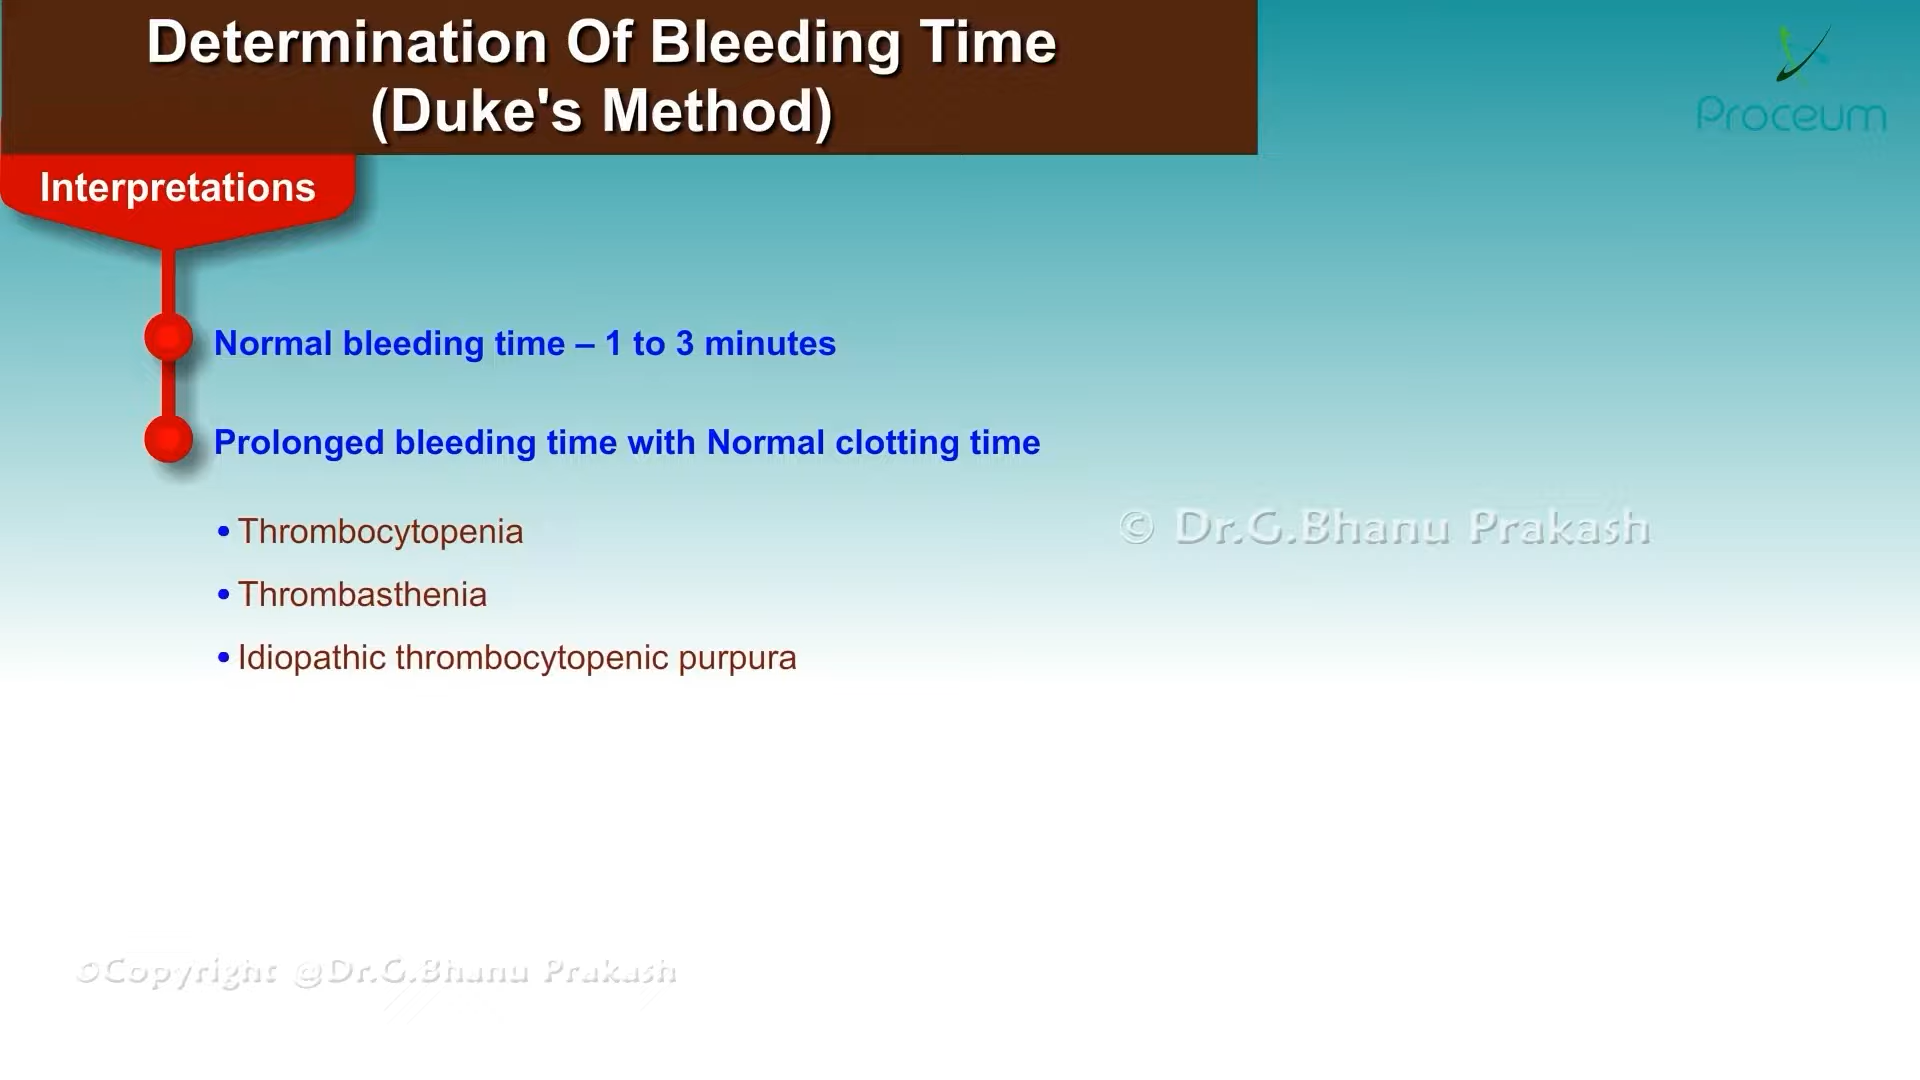 Determination Of Bleeding Time
(Duke's Method)
Proceum
Interpretations
Normal bleeding time – 1 to 3 minutes
Prolonged bleeding time with Normal clotting time
• Thrombocytopenia
© Dr.G.Bhanu Prakash
• Thrombasthenia
• Idiopathic thrombocytopenic purpura
©Copyright @Dr.G.Bhanu Prakash